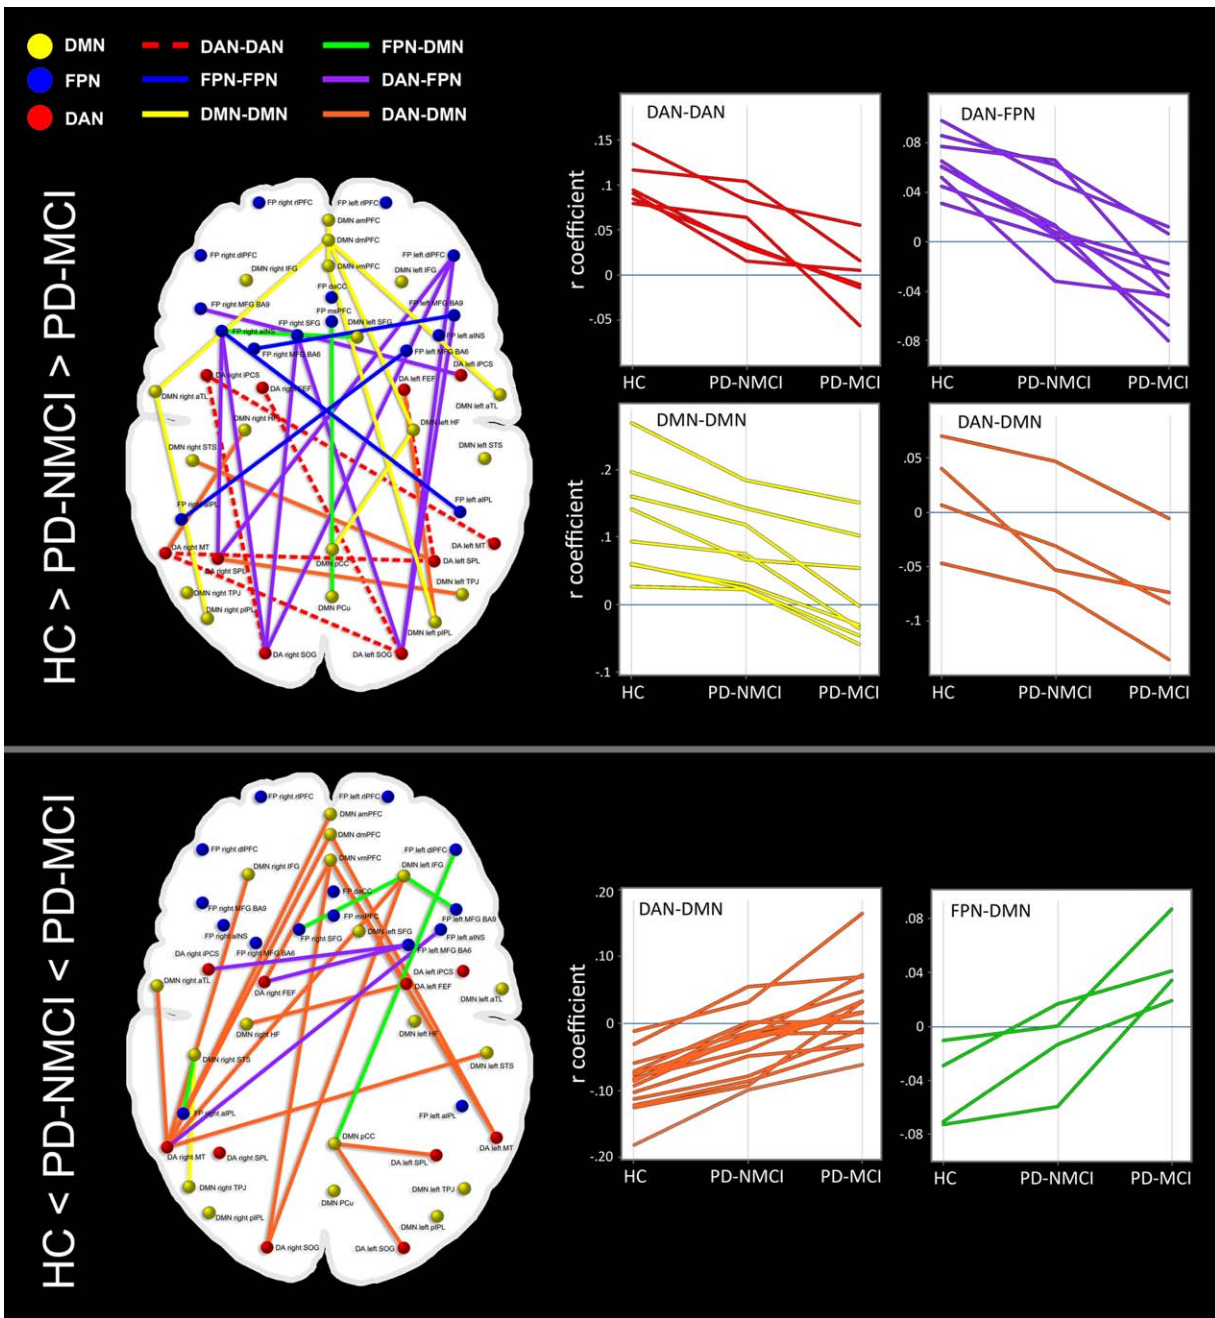 DMN DAN-DAN FPN-DMN
FPN FPN-FPN DAN-FPN
DAN DMN-DMN DAN-DMN
HC > PD-NMCI > PD-MCI
FP right rlPFC
FP left rlPFC
DMN amPFC
DMN dmPFC
FP right dlPFC
FP left dlPFC
DMN vmPFC
DMN right IFG
DMN left IFG
FP daCC
FP right MFG BA9
FP left MFG BA9
FP msPFC
FP right SFG
DMN left SFG
FP right aINS
FP left aINS
FP right MFG BA6
FP left MFG BA6
DA left iPCS
DA right iPCS
DA right FEF
DA left FEF
DMN right aTL
DMN left aTL
DMN right HF
DMN left HF
DMN right STS
DMN left STS
FP right aIPL
FP left aIPL
DA right MT
DA left MT
DMN pCC
DA left SPL
DA right SPL
DMN left TPJ
DMN right TPJ
DMN PCu
DMN right pIPL
DMN left pIPL
DA right SOG
DA left SOG
DAN-DAN
r coefficient
.15
.1
.05
0
-.05
HC PD-NMCI PD-MCI
DAN-FPN
.08
.04
0
-.04
-.08
HC PD-NMCI PD-MCI
DMN-DMN
r coefficient
.2
.1
0
-.1
HC PD-NMCI PD-MCI
DAN-DMN
.05
0
-.05
-.1
HC PD-NMCI PD-MCI
HC < PD-NMCI < PD-MCI
FP right rlPFC
FP left rlPFC
DMN amPFC
DMN dmPFC
FP right dlPFC
FP left dlPFC
DMN vmPFC
DMN right IFG
DMN left IFG
FP daCC
FP right MFG BA9
FP left MFG BA9
FP msPFC
FP right aINS
FP right SFG
DMN left SFG
FP left aINS
FP right MFG BA6
FP left MFG BA6
DA right iPCS
DA left iPCS
DMN right aTL
DA right FEF
DA left FEF
DMN left aTL
DMN right HF
DMN left HF
DMN right STS
DMN left STS
FP right aIPL
FP left aIPL
DMN pCC
DA right MT
DA left MT
DA right SPL
DA left SPL
DMN right TPJ
DMN left TPJ
DMN PCu
DMN right pIPL
DMN left pIPL
DA right SOG
DA left SOG
DAN-DMN
r coefficient
.20
.10
0
-.10
-.20
HC PD-NMCI PD-MCI
FPN-DMN
.08
.04
0
-.04
-.08
HC PD-NMCI PD-MCI